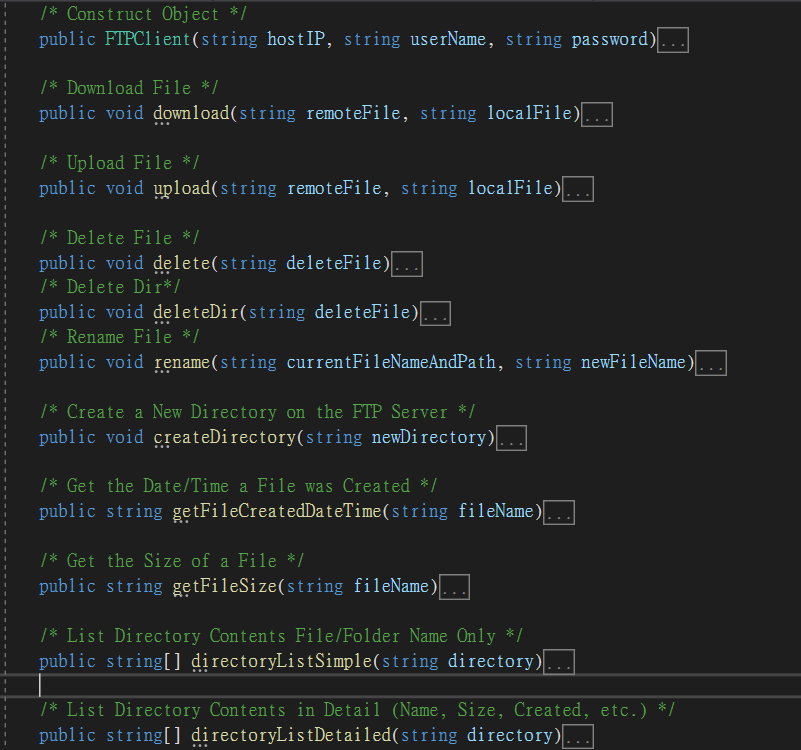 /* Construct Object */
public FTPClient(string hostIP, string userName, string password)...
/* Download File */
public void download(string remoteFile, string localFile)...
/* Upload File */
public void upload(string remoteFile, string localFile)...
/* Delete File */
public void delete(string deleteFile)...
/* Delete Dir*/
public void deleteDir(string deleteFile)...
/* Rename File */
public void rename(string currentFileNameAndPath, string newFileName)...
/* Create a New Directory on the FTP Server */
public void createDirectory(string newDirectory)...
/* Get the Date/Time a File was Created */
public string getFileCreatedDateTime(string fileName)...
/* Get the Size of a File */
public string getFileSize(string fileName)...
/* List Directory Contents File/Folder Name Only */
public string[] directoryListSimple(string directory)...
/* List Directory Contents in Detail (Name, Size, Created, etc.) */
public string[] directoryListDetailed(string directory)...